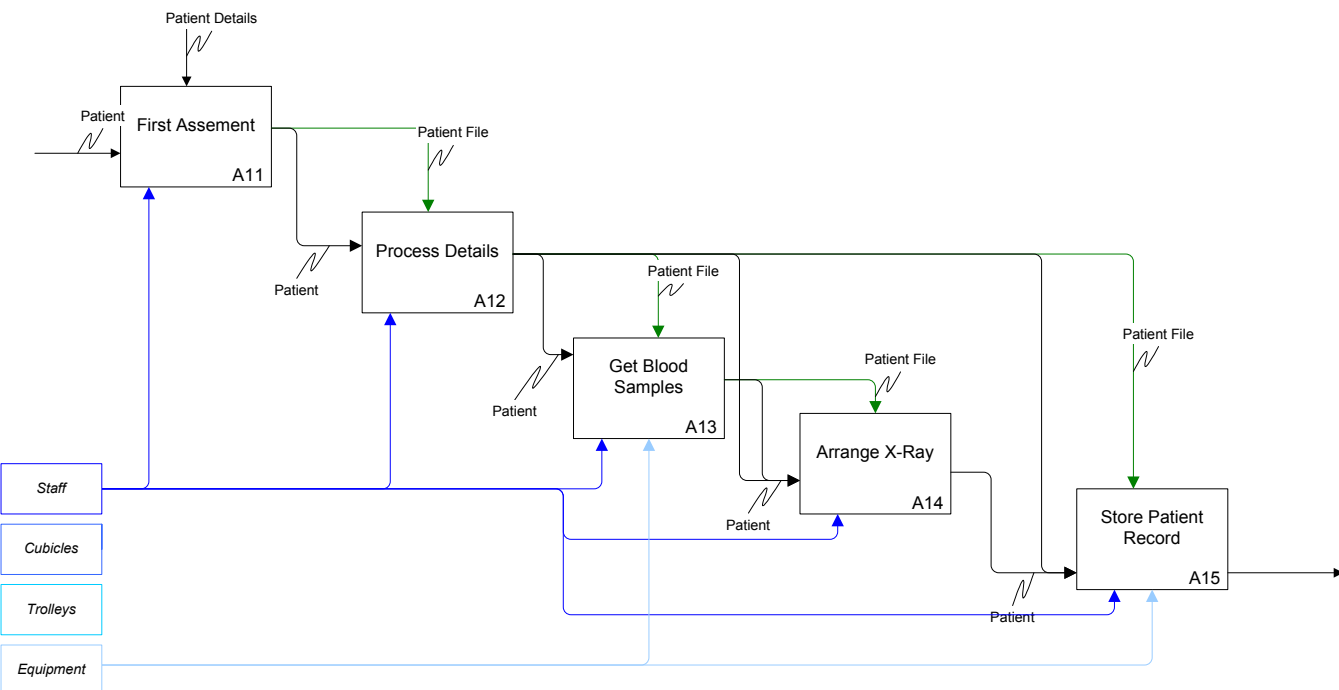 Patient Details
Patient
First Assement
A11
Patient File
Process Details
A12
Patient
Patient File
Get Blood
Samples
A13
Patient
Patient File
Arrange X-Ray
A14
Patient
Patient File
Store Patient
Record
A15
Patient
Staff
Cubicles
Trolleys
Equipment